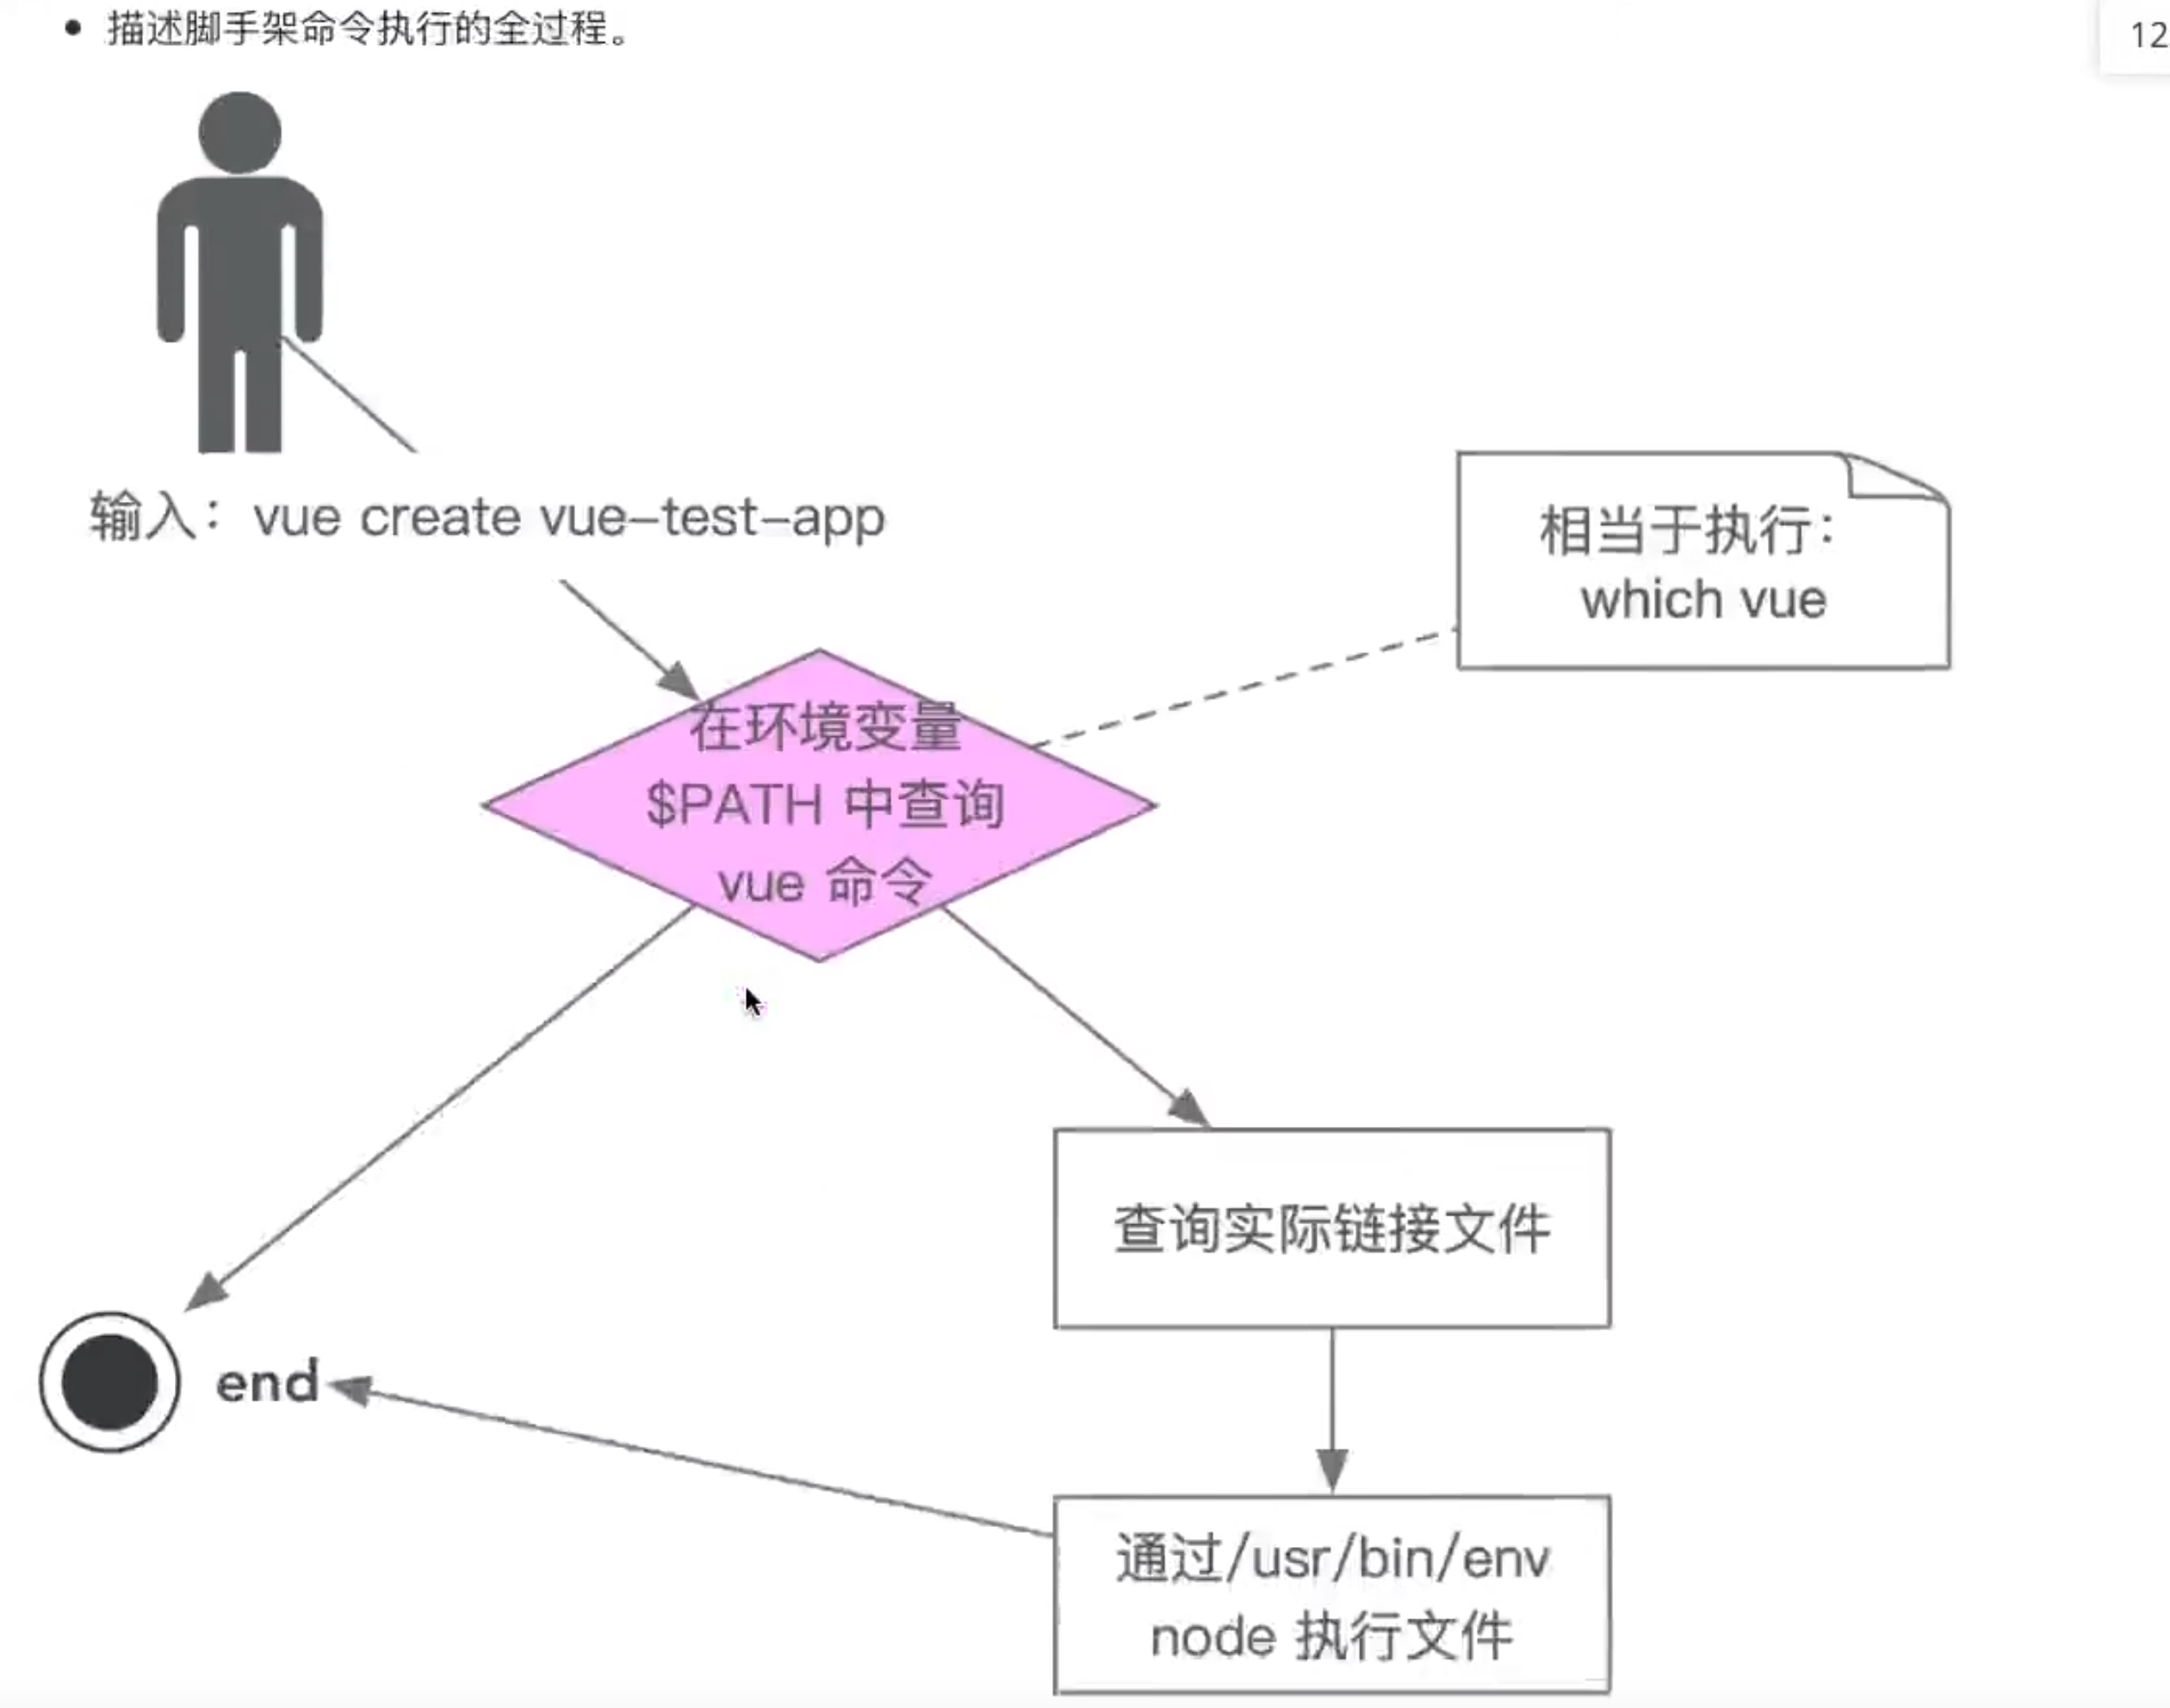 描述脚手架命令执行的全过程。
12
输入：vue create vue-test-app
相当于执行：
which vue
在环境变量
$PATH 中查询
vue 命令
查询实际链接文件
end
通过/usr/bin/env
node 执行文件